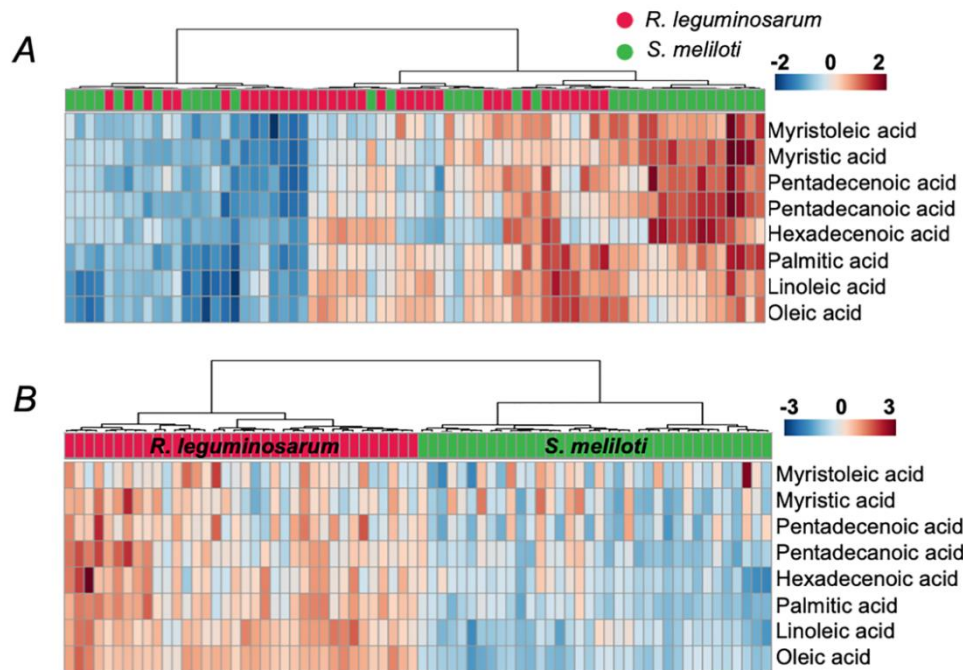 A
R. leguminosarum
S. meliloti
-2 0 2
Myristoleic acid
Myristic acid
Pentadecenoic acid
Pentadecanoic acid
Hexadecenoic acid
Palmitic acid
Linoleic acid
Oleic acid
B
-3 0 3
R. leguminosarum S. meliloti
Myristoleic acid
Myristic acid
Pentadecenoic acid
Pentadecanoic acid
Hexadecenoic acid
Palmitic acid
Linoleic acid
Oleic acid